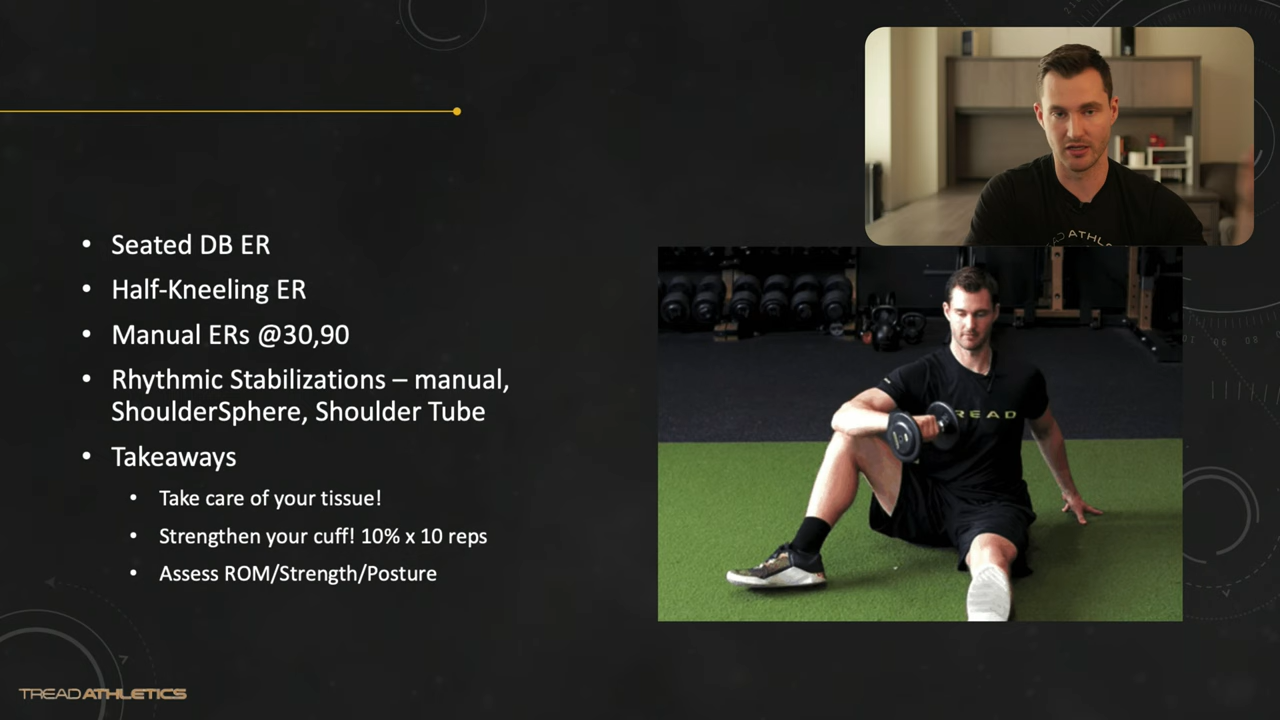 Seated DB ER
Half-Kneeling ER
Manual ERs @30,90
Rhythmic Stabilizations – manual,
ShoulderSphere, Shoulder Tube
Takeaways
Take care of your tissue!
Strengthen your cuff! 10% x 10 reps
Assess ROM/Strength/Posture
READ
TREADATHLETICS